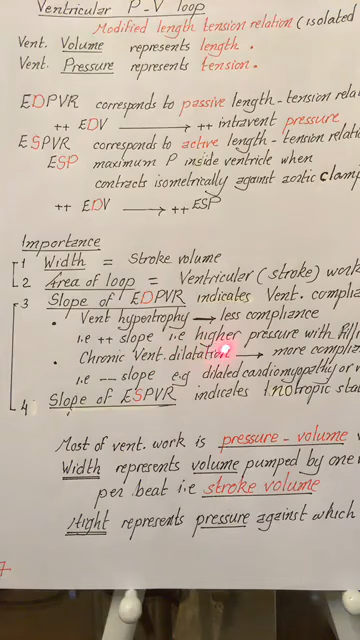 Ventricular P-V loop
Modified length tension relation (isolated
Vent. Volume represents length.
Vent. Pressure represents tension.
EDPVR corresponds to passive length-tension rela
++ EDV → ++ intravent pressure
ESPVR corresponds to active length-tension relatio
ESP maximum P inside ventricle when
contracts isometrically against aortic clamp
++ EDV → ++ ESP
Importance
1 Width = Stroke volume
2 Area of loop = Ventricular (stroke) work
3 Slope of EDPVR indicates Vent. complia
• Vent hypertrophy → less compliance
i.e ++ slope i.e higher pressure with fill
• Chronic Vent. dilatation → more complia
i.e -- slope e.g dilated cardiomyopathy or
4 Slope of ESPVR indicates Inotropic sta
Most of vent. work is pressure-volume
Width represents volume pumped by one
per beat i.e stroke volume
Hight represents pressure against which
7